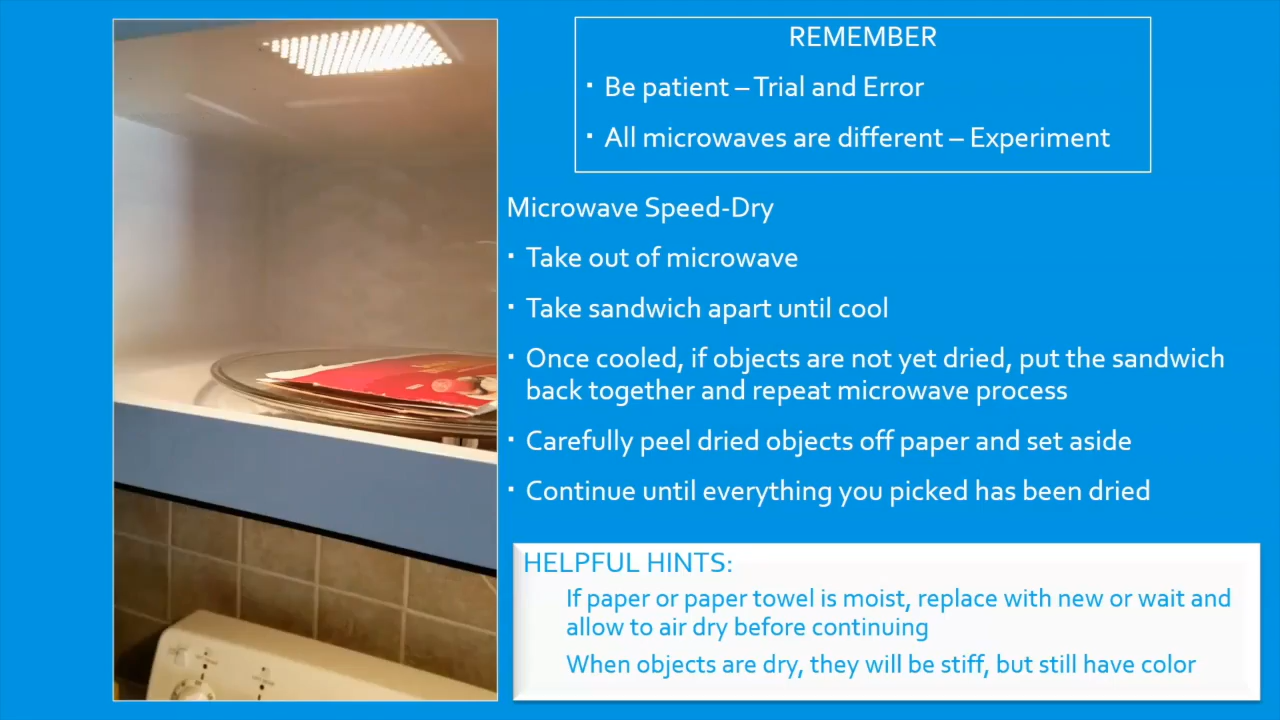 REMEMBER
▪ Be patient – Trial and Error
▪ All microwaves are different – Experiment
Microwave Speed-Dry
▪ Take out of microwave
▪ Take sandwich apart until cool
▪ Once cooled, if objects are not yet dried, put the sandwich
back together and repeat microwave process
▪ Carefully peel dried objects off paper and set aside
▪ Continue until everything you picked has been dried
HELPFUL HINTS:
If paper or paper towel is moist, replace with new or wait and
allow to air dry before continuing
When objects are dry, they will be stiff, but still have color